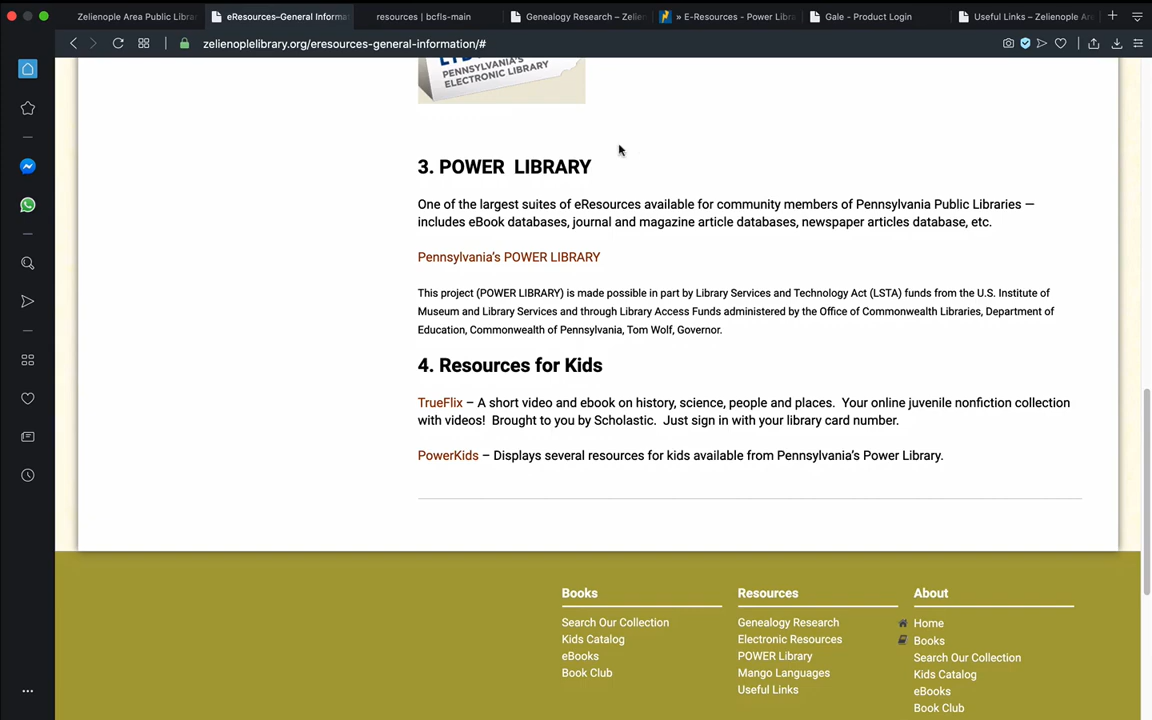 Zelienople Area Public Libra
eResources–General Informa
resources | bcfls-main
Genealogy Research – Zelien
» E-Resources - Power Libra
Gale - Product Login
Useful Links – Zelienople Are
zelienoplelibrary.org/eresources-general-information/#
PENNSYLVANIA'S
ELECTRONIC LIBRARY
3. POWER LIBRARY
One of the largest suites of eResources available for community members of Pennsylvania Public Libraries —
includes eBook databases, journal and magazine article databases, newspaper articles database, etc.
Pennsylvania's POWER LIBRARY
This project (POWER LIBRARY) is made possible in part by Library Services and Technology Act (LSTA) funds from the U.S. Institute of
Museum and Library Services and through Library Access Funds administered by the Office of Commonwealth Libraries, Department of
Education, Commonwealth of Pennsylvania, Tom Wolf, Governor.
4. Resources for Kids
TrueFlix – A short video and ebook on history, science, people and places. Your online juvenile nonfiction collection
with videos! Brought to you by Scholastic. Just sign in with your library card number.
PowerKids – Displays several resources for kids available from Pennsylvania's Power Library.
Books
Search Our Collection
Kids Catalog
eBooks
Book Club
Resources
Genealogy Research
Electronic Resources
POWER Library
Mango Languages
Useful Links
About
Home
Books
Search Our Collection
Kids Catalog
eBooks
Book Club